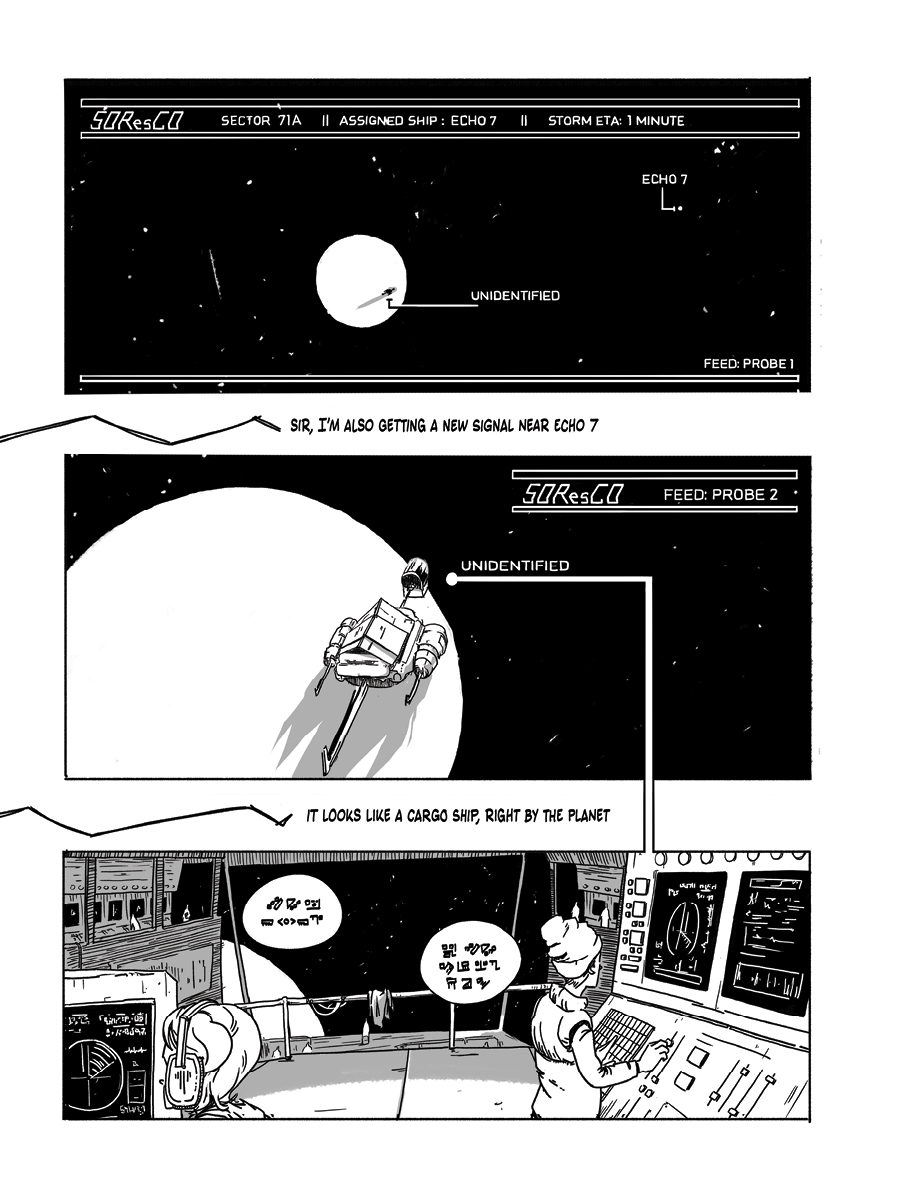 SOResCO SECTOR 71A || ASSIGNED SHIP : ECHO 7 || STORM ETA: 1 MINUTE
ECHO 7
UNIDENTIFIED
FEED: PROBE 1
SIR, I'M ALSO GETTING A NEW SIGNAL NEAR ECHO 7
SOResCO FEED: PROBE 2
UNIDENTIFIED
IT LOOKS LIKE A CARGO SHIP, RIGHT BY THE PLANET